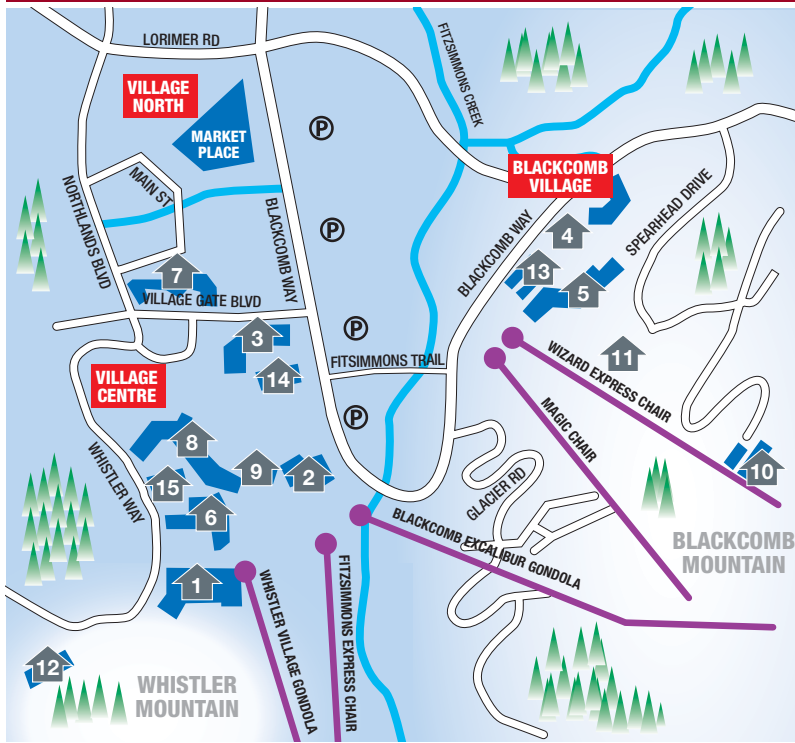 LORIMER RD
FITZSIMMONS CREEK
VILLAGE
NORTH
MARKET
PLACE
P
BLACKCOMB
VILLAGE
MAIN ST
NORTHLANDS BLVD
BLACKCOMB WAY
P
BLACKCOMB WAY
SPEARHEAD DRIVE
4
13
5
7
VILLAGE GATE BLVD
3
P
FITSIMMONS TRAIL
11
WIZARD EXPRESS CHAIR
MAGIC CHAIR
14
VILLAGE
CENTRE
P
WHISTLER WAY
8
9
2
15
6
10
GLACIER RD
BLACKCOMB EXCALIBUR GONDOLA
BLACKCOMB
MOUNTAIN
1
WHISTLER VILLAGE GONDOLA
FITZSIMMONS EXPRESS CHAIR
12
WHISTLER
MOUNTAIN